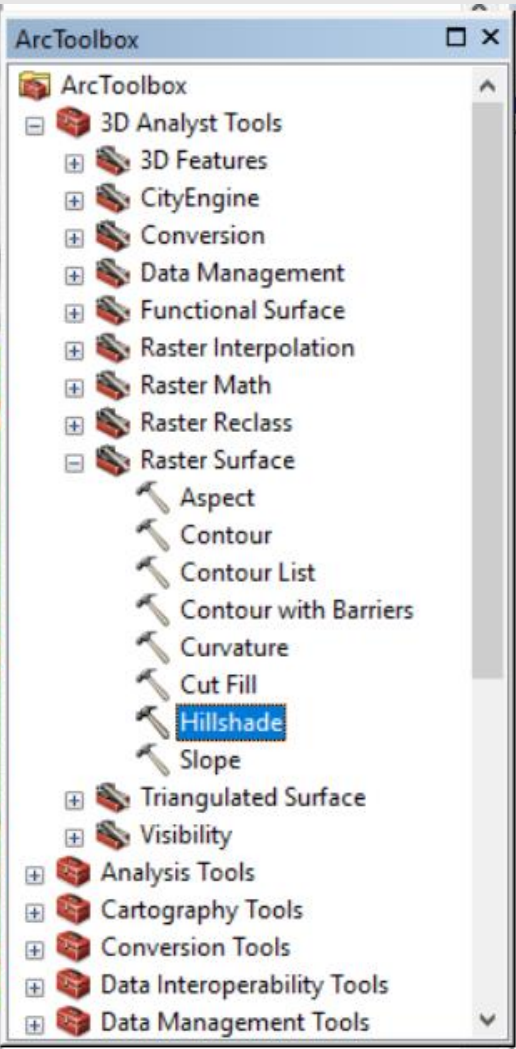 ArcToolbox
ArcToolbox
3D Analyst Tools
3D Features
CityEngine
Conversion
Data Management
Functional Surface
Raster Interpolation
Raster Math
Raster Reclass
Raster Surface
Aspect
Contour
Contour List
Contour with Barriers
Curvature
Cut Fill
Hillshade
Slope
Triangulated Surface
Visibility
Analysis Tools
Cartography Tools
Conversion Tools
Data Interoperability Tools
Data Management Tools